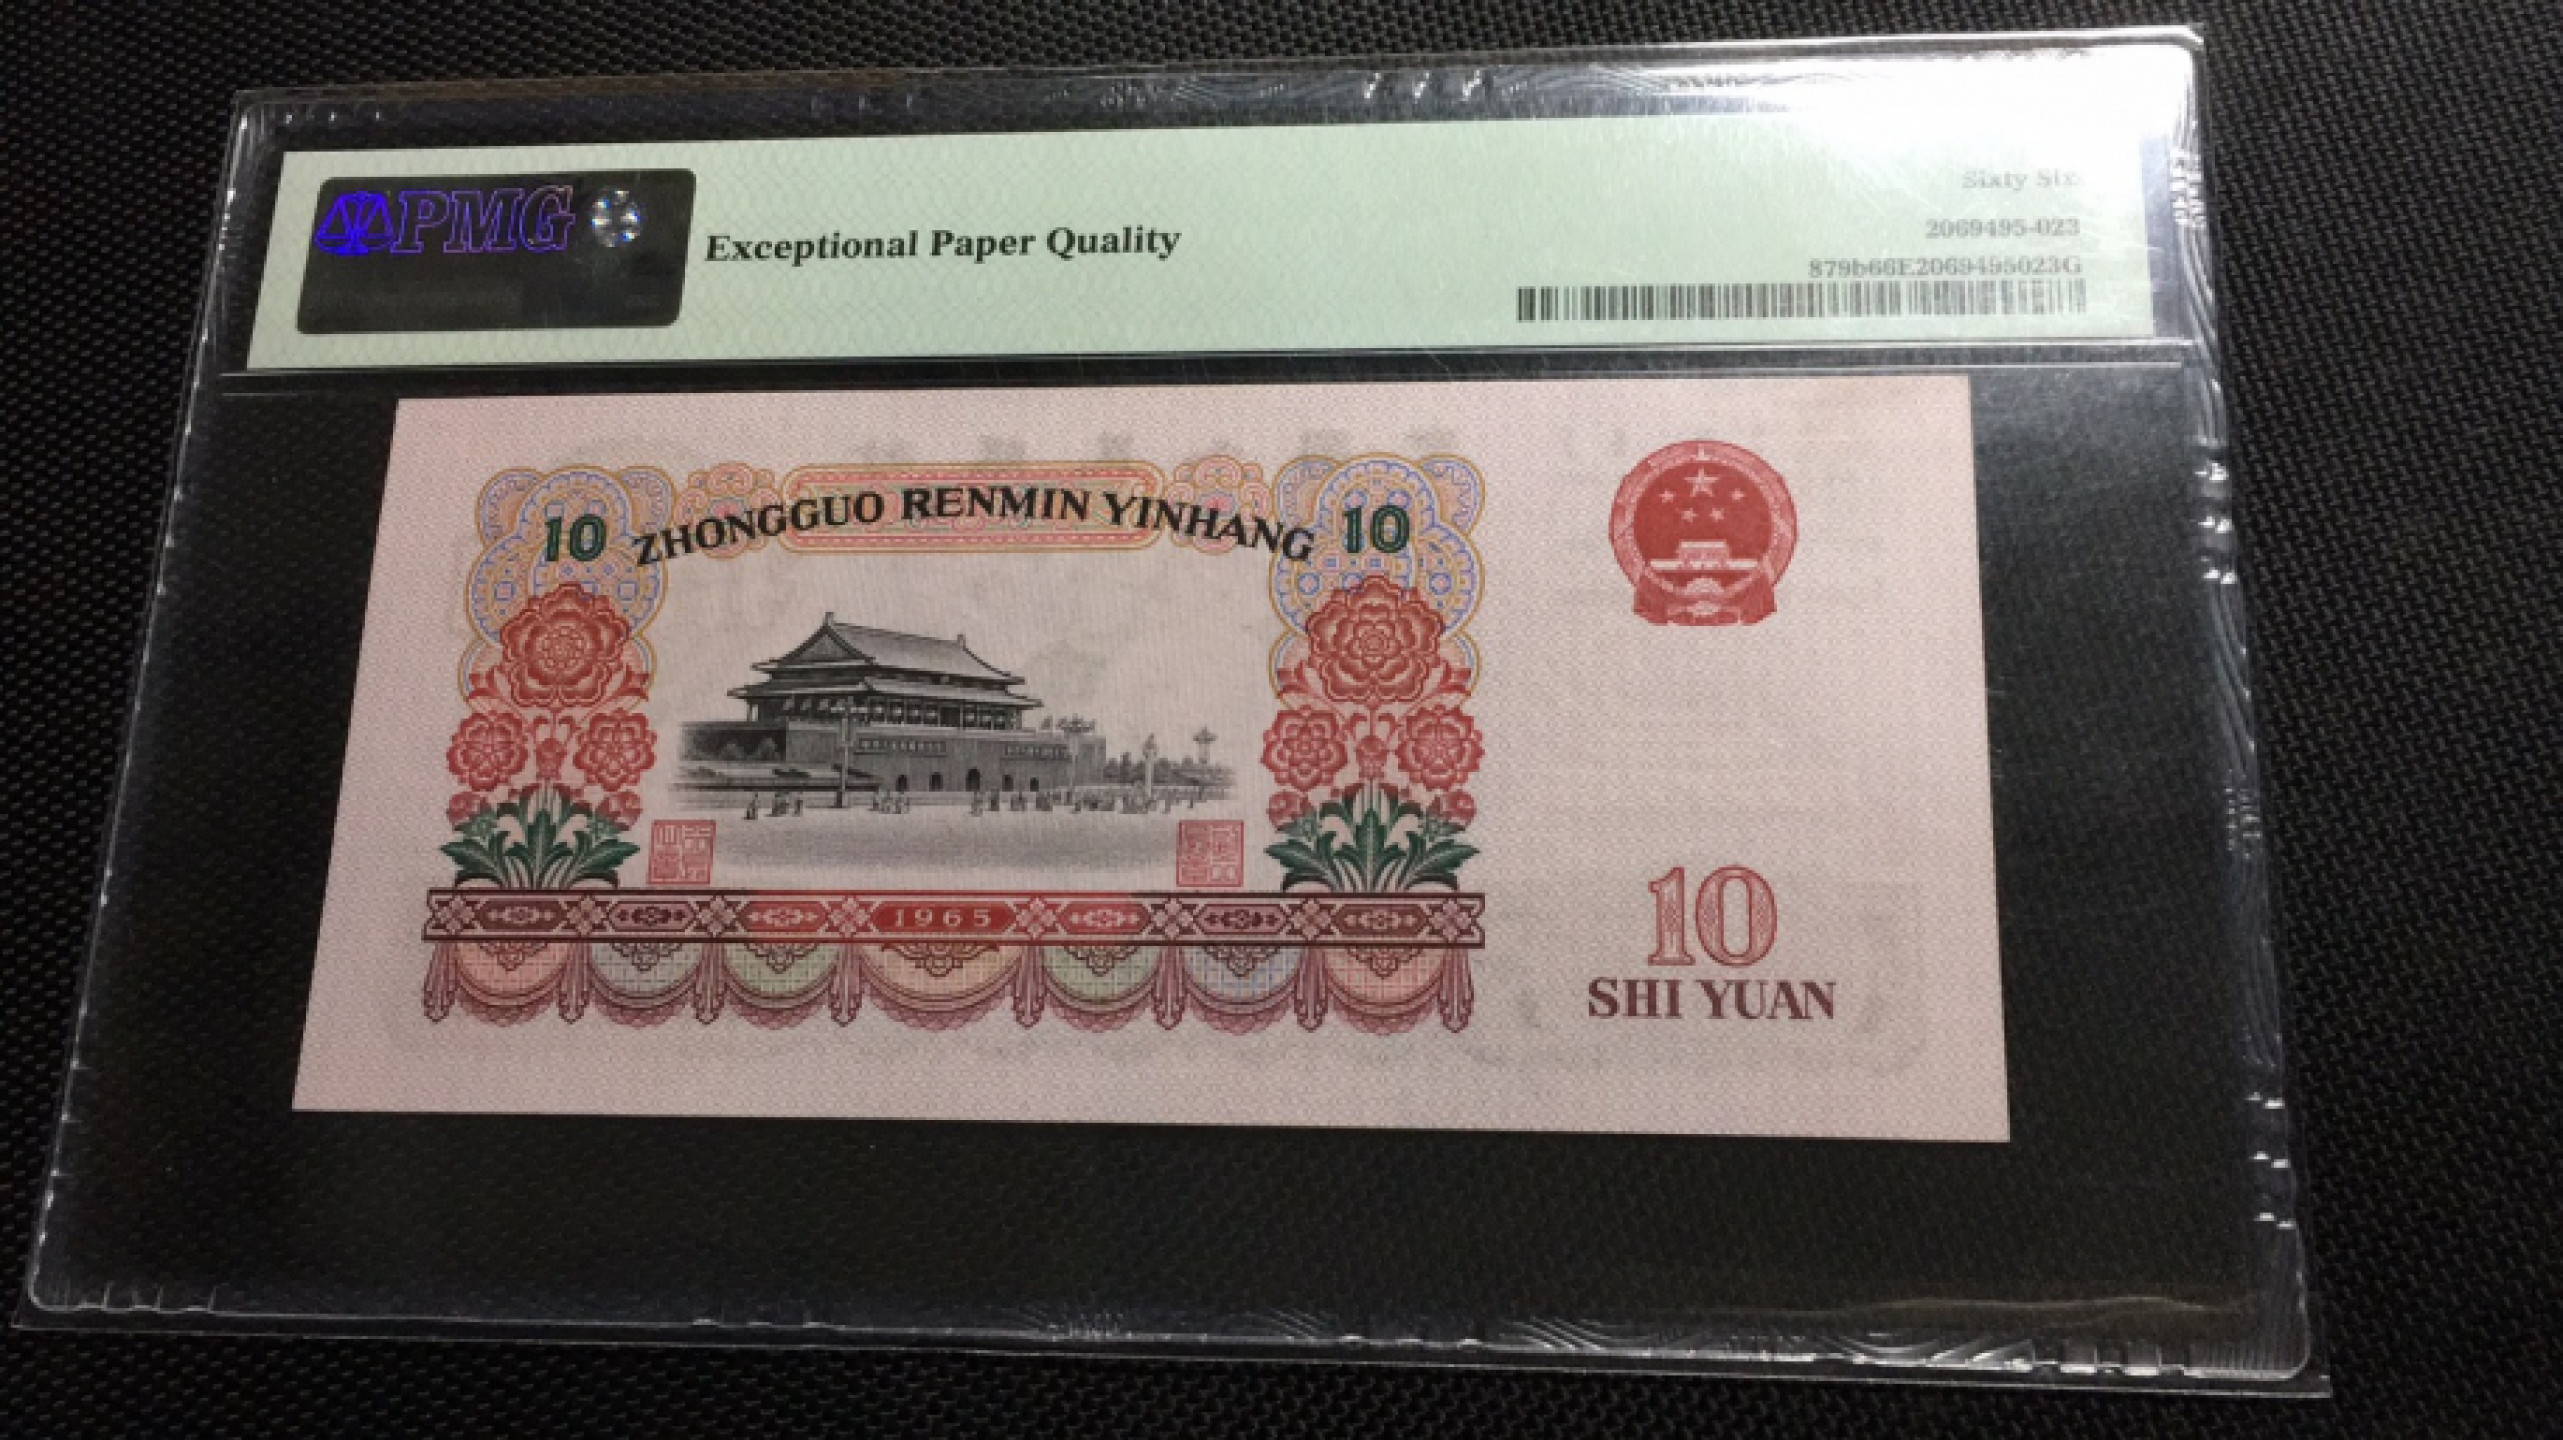 PMG
Exceptional Paper Quality
Sixty Six
2069495-023
879b66E2069495023G
10 ZHONGGUO RENMIN YINHANG 10
1965
10
SHI YUAN